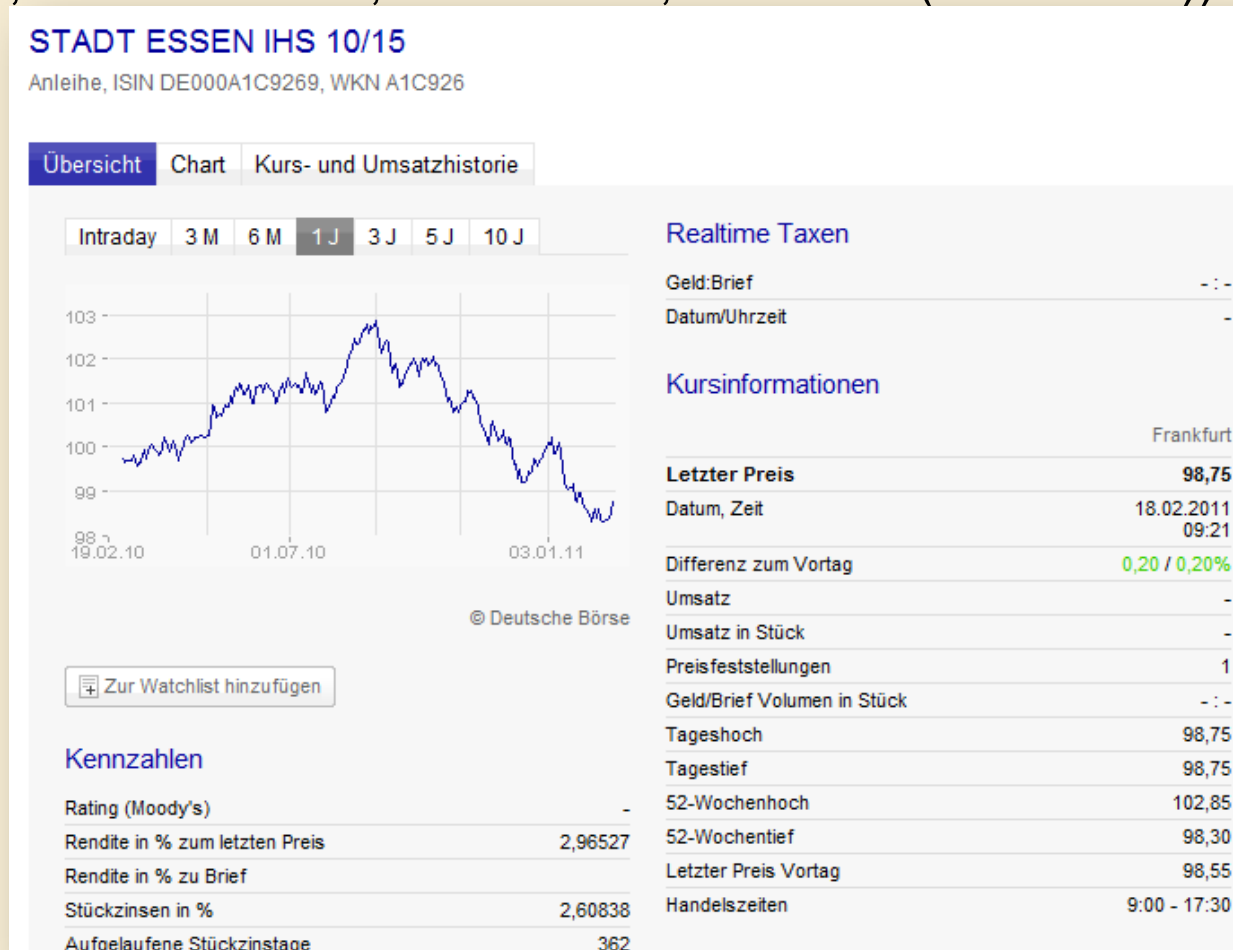 STADT ESSEN IHS 10/15
Anleihe, ISIN DE000A1C9269, WKN A1C926
Übersicht Chart Kurs- und Umsatzhistorie
Intraday 3 M 6 M 1 J 3 J 5 J 10 J
103
102
101
100
99
98
19.02.10 01.07.10 03.01.11
© Deutsche Börse
Zur Watchlist hinzufügen
Kennzahlen
Rating (Moody's) -
Rendite in % zum letzten Preis 2,96527
Rendite in % zu Brief
Stückzinsen in % 2,60838
Aufgelaufene Stückzinstage 362
Realtime Taxen
Geld:Brief - : -
Datum/Uhrzeit -
Kursinformationen
Frankfurt
Letzter Preis 98,75
Datum, Zeit 18.02.2011
09:21
Differenz zum Vortag 0,20 / 0,20%
Umsatz -
Umsatz in Stück -
Preisfeststellungen 1
Geld/Brief Volumen in Stück - : -
Tageshoch 98,75
Tagestief 98,75
52-Wochenhoch 102,85
52-Wochentief 98,30
Letzter Preis Vortag 98,55
Handelszeiten 9:00 - 17:30